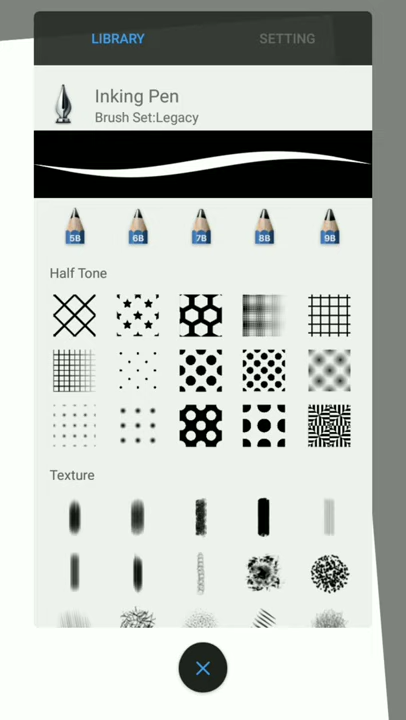 LIBRARY SETTING
Inking Pen
Brush Set:Legacy
5B 6B 7B 8B 9B
Half Tone
Texture